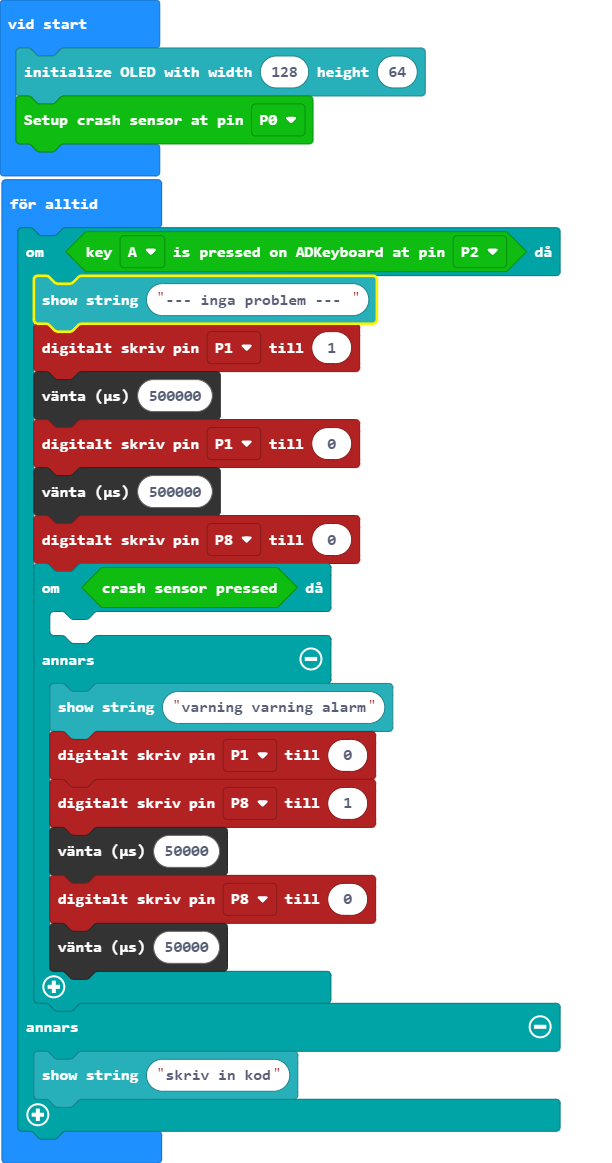 vid start
initialize OLED with width 128 height 64
Setup crash sensor at pin P0
för alltid
om key A is pressed on ADKeyboard at pin P2 då
show string "--- inga problem --- "
digitalt skriv pin P1 till 1
vänta (µs) 500000
digitalt skriv pin P1 till 0
vänta (µs) 500000
digitalt skriv pin P8 till 0
om crash sensor pressed då
annars
show string "varning varning alarm"
digitalt skriv pin P1 till 0
digitalt skriv pin P8 till 1
vänta (µs) 50000
digitalt skriv pin P8 till 0
vänta (µs) 50000
annars
show string "skriv in kod"